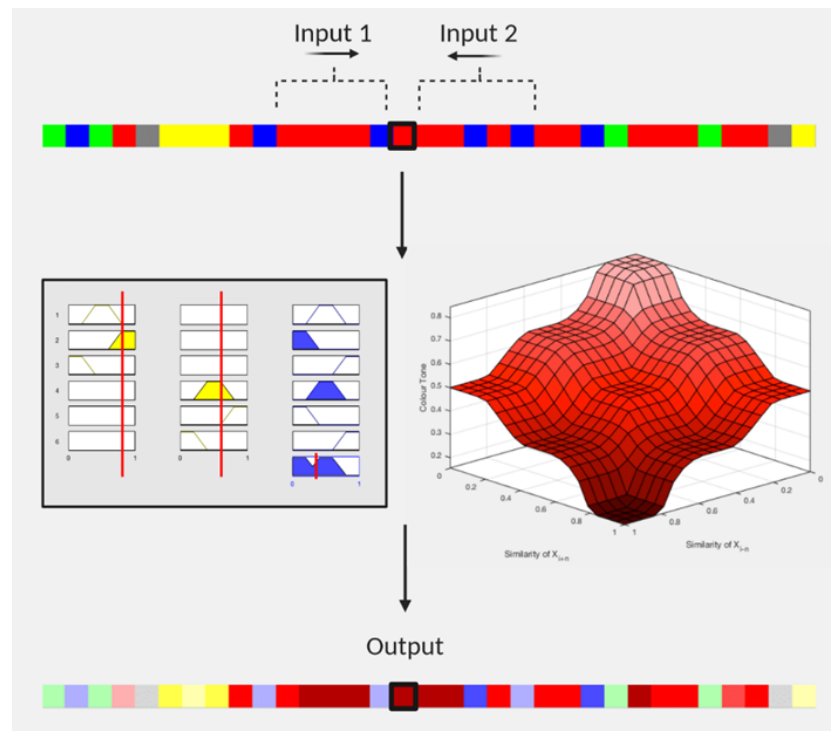 Input 1 Input 2
1
2
3
4
5
6
0 1 0 1
0 1
0.8
0.7
0.6
0.5
0.4
0.3
0.2
Colour Tone
0 0.2 0.4 0.6 0.8 1
1 0.8 0.6 0.4 0.2 0
Similarity of Xi+n
Similarity of Xi-n
Output